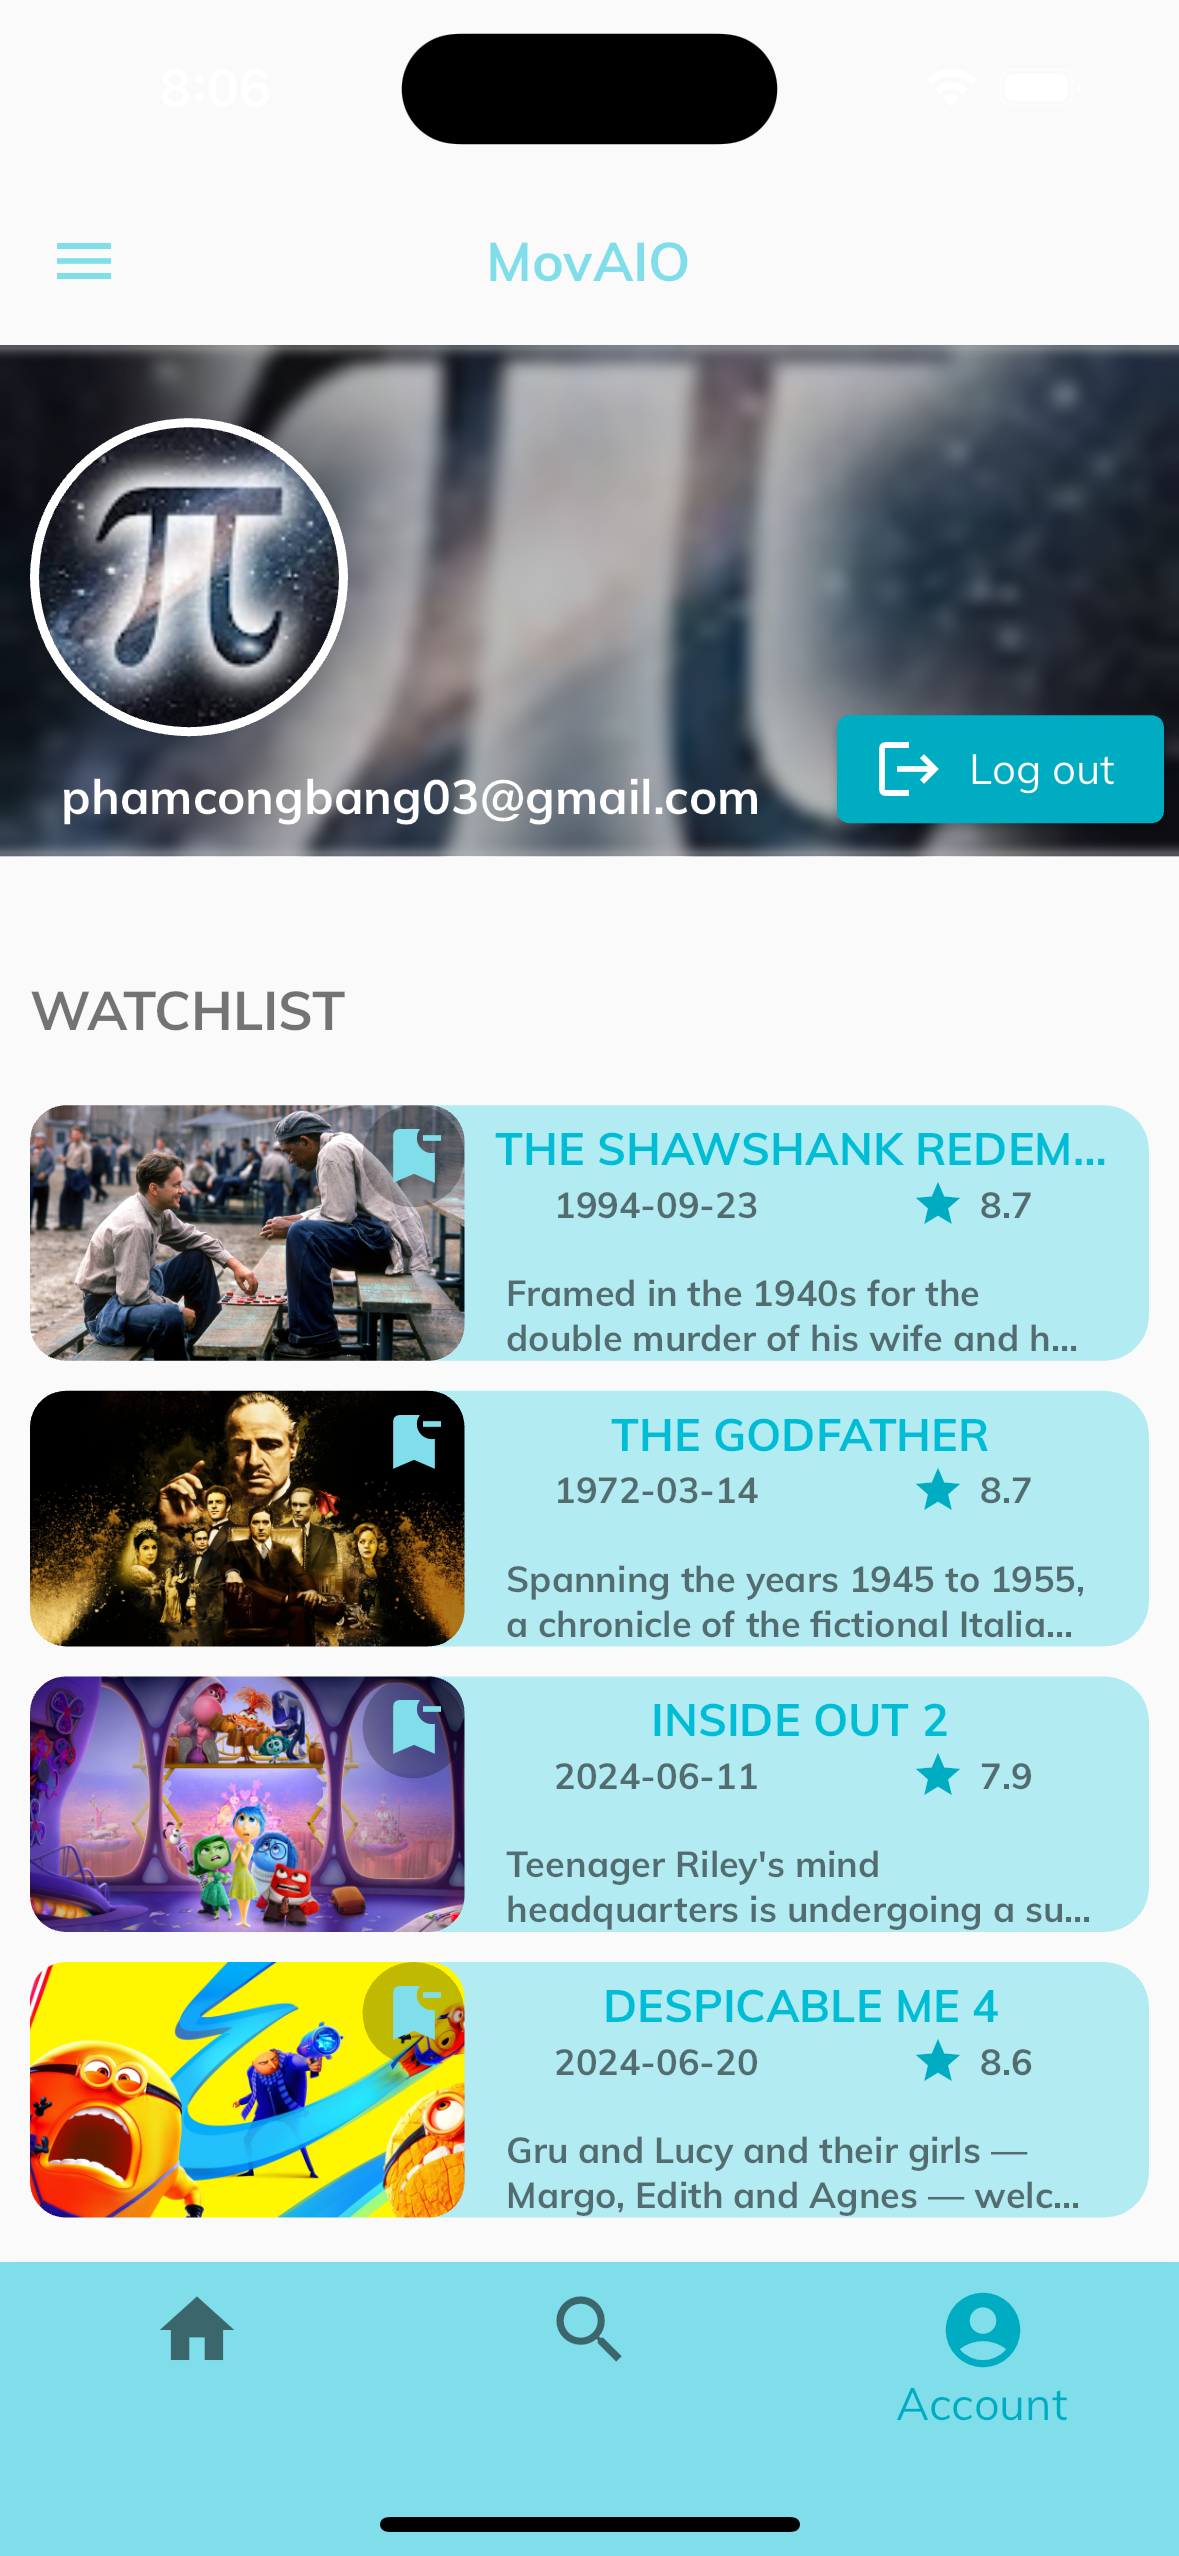 8:06
MovAIO
phamcongbang03@gmail.com
Log out
WATCHLIST
THE SHAWSHANK REDEM...
1994-09-23 8.7
Framed in the 1940s for the
double murder of his wife and h...
THE GODFATHER
1972-03-14 8.7
Spanning the years 1945 to 1955,
a chronicle of the fictional Italia...
INSIDE OUT 2
2024-06-11 7.9
Teenager Riley's mind
headquarters is undergoing a su...
DESPICABLE ME 4
2024-06-20 8.6
Gru and Lucy and their girls —
Margo, Edith and Agnes — welc...
Account